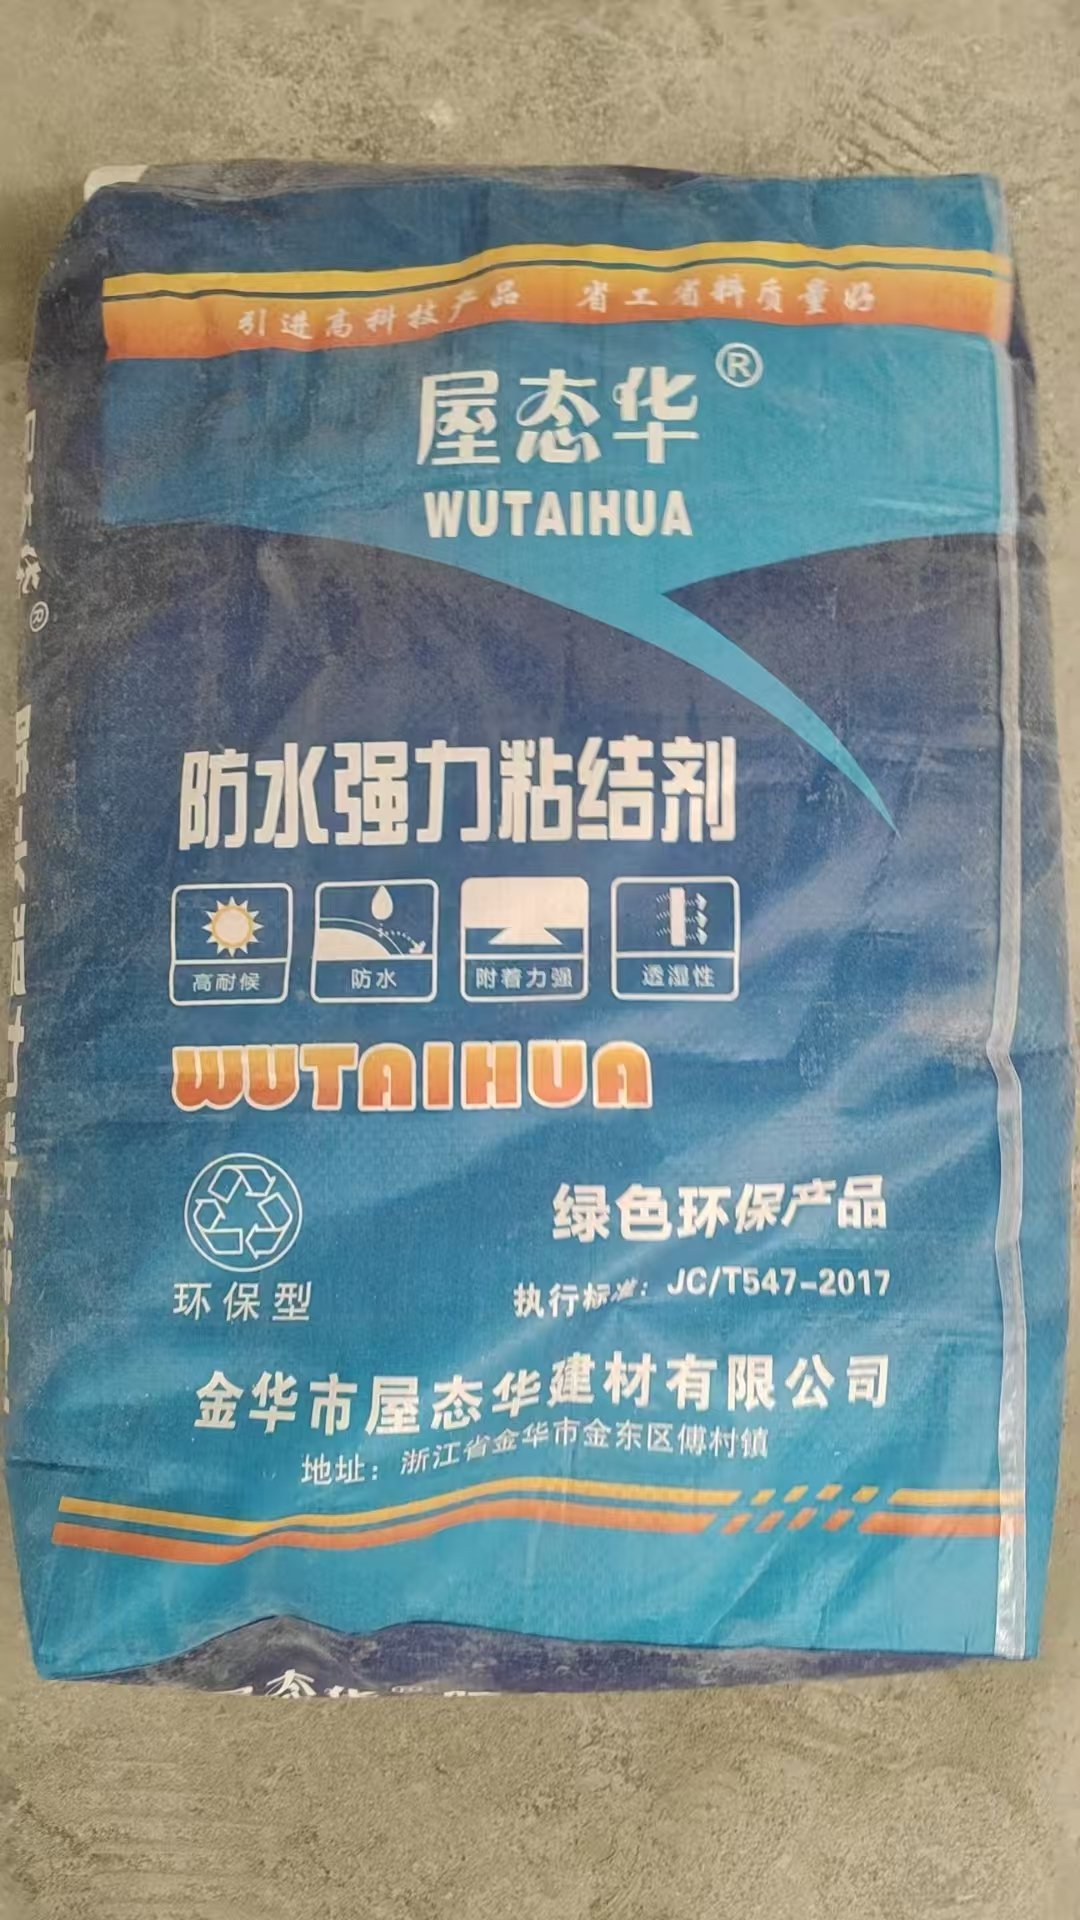 引进高科技产品 省工省料质量好
屋态华®
WUTAIHUA
防水强力粘结剂
高耐候 防水 附着力强 透湿性
WUTAIHUA
环保型
绿色环保产品
执行标准：JC/T547-2017
金华市屋态华建材有限公司
地址：浙江省金华市金东区傅村镇
态华